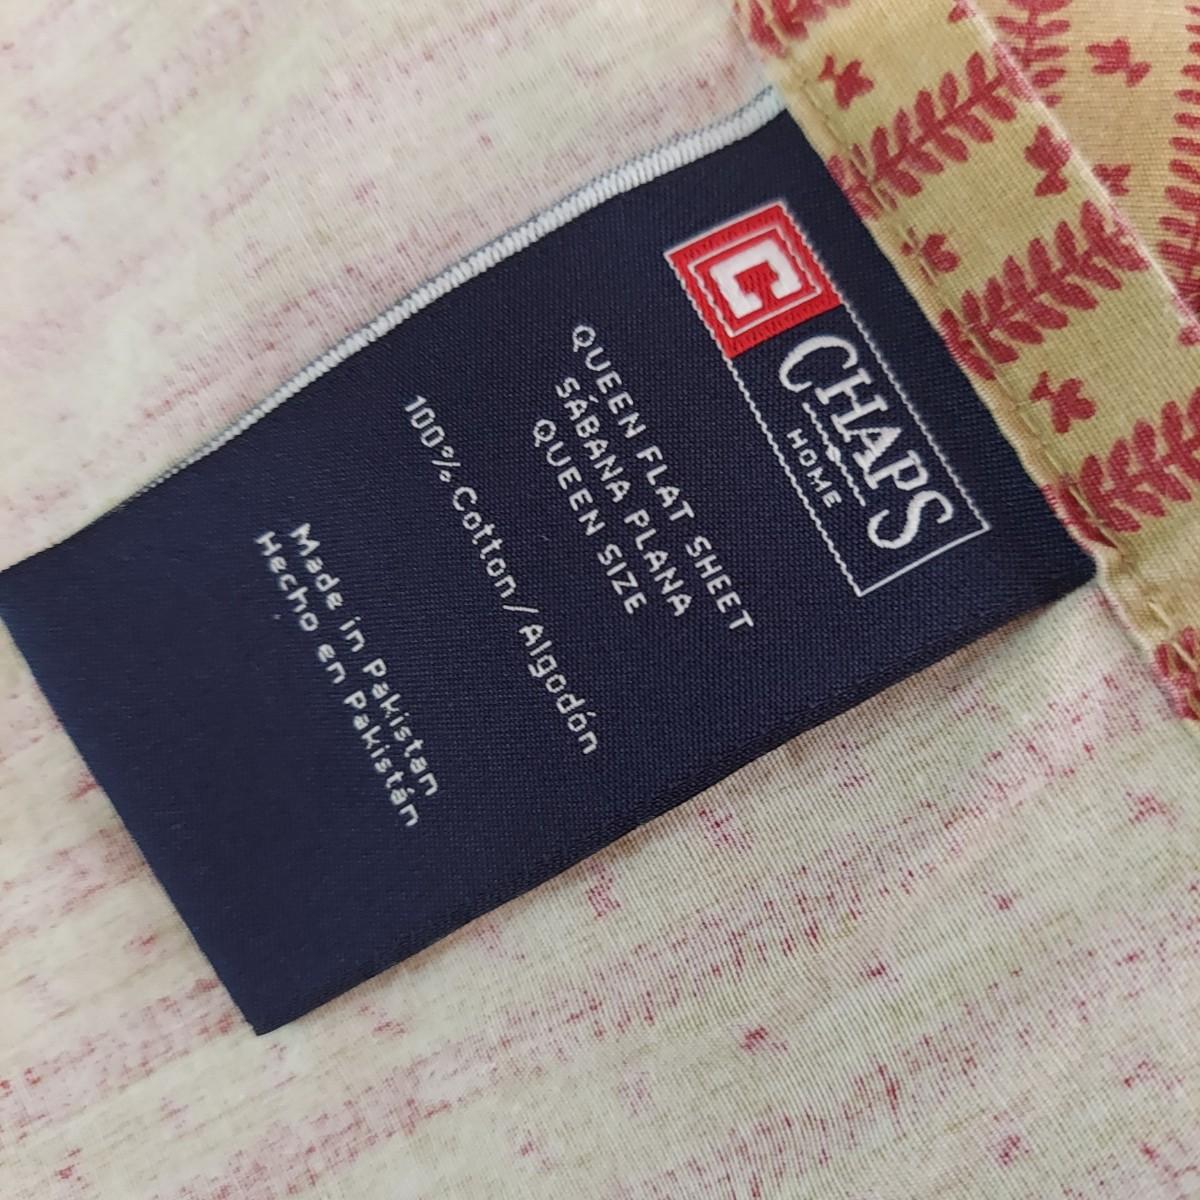 C
CHAPS
HOME
QUEEN FLAT SHEET
SÁBANA PLANA
QUEEN SIZE
100% Cotton/Algodón
Made in Pakistan
Hecho en Pakistán